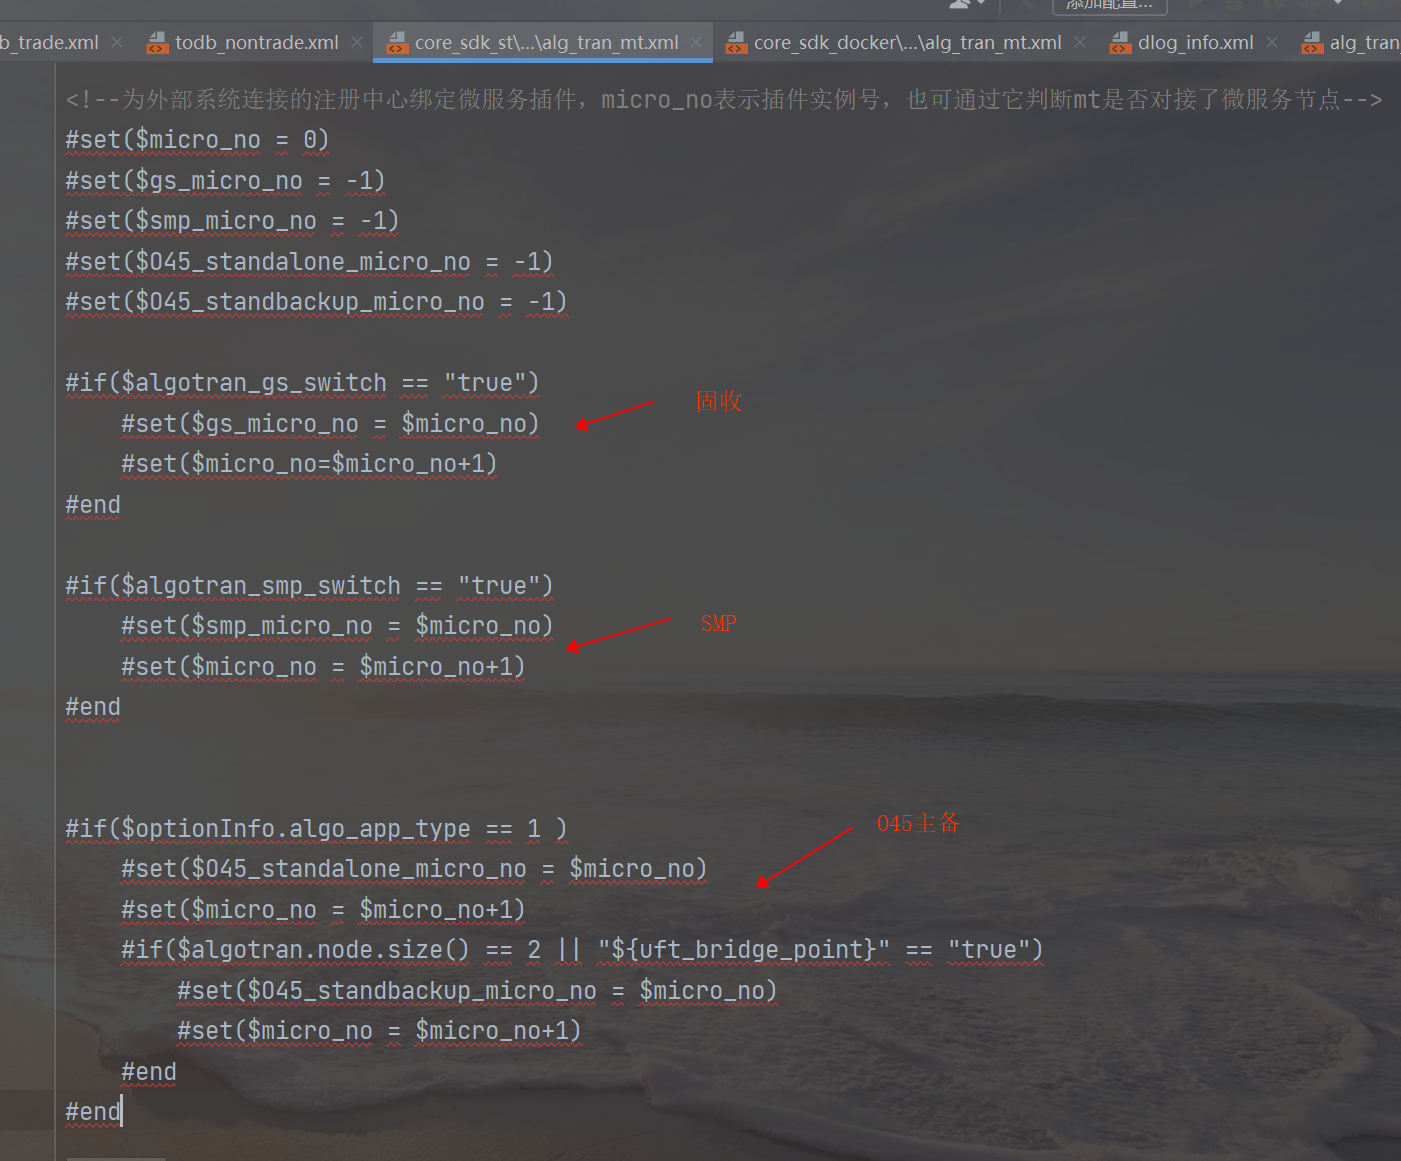 添加配置...
b_trade.xml
todb_nontrade.xml
core_sdk_st\...\alg_tran_mt.xml
core_sdk_docker\...\alg_tran_mt.xml
dlog_info.xml
alg_tran
<!--为外部系统连接的注册中心绑定微服务插件，micro_no表示插件实例号，也可通过它判断mt是否对接了微服务节点-->
#set($micro_no = 0)
#set($gs_micro_no = -1)
#set($smp_micro_no = -1)
#set($O45_standalone_micro_no = -1)
#set($O45_standbackup_micro_no = -1)
#if($algotran_gs_switch == "true")
#set($gs_micro_no = $micro_no)
固收
#set($micro_no=$micro_no+1)
#end
#if($algotran_smp_switch == "true")
#set($smp_micro_no = $micro_no)
SMP
#set($micro_no = $micro_no+1)
#end
#if($optionInfo.algo_app_type == 1 )
O45主备
#set($O45_standalone_micro_no = $micro_no)
#set($micro_no = $micro_no+1)
#if($algotran.node.size() == 2 || "${uft_bridge_point}" == "true")
#set($O45_standbackup_micro_no = $micro_no)
#set($micro_no = $micro_no+1)
#end
#end